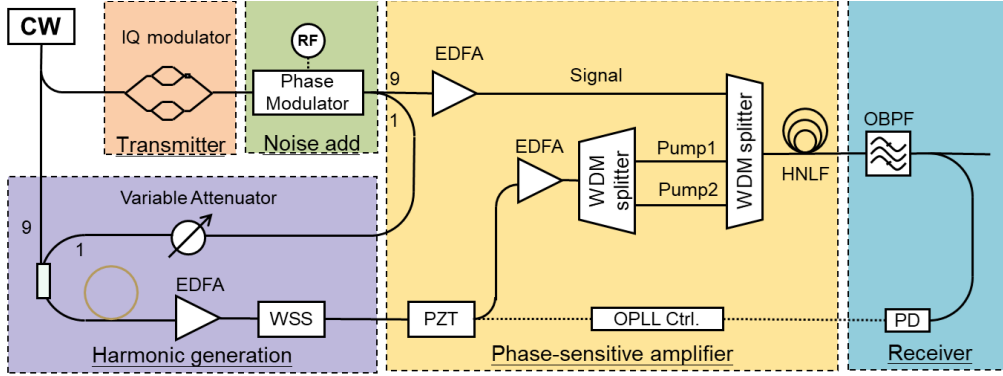 CW
IQ modulator
Transmitter
RF
Phase
Modulator
Noise add
9
1
EDFA
Signal
EDFA
WDM
splitter
Pump1
Pump2
WDM splitter
HNLF
OBPF
Variable Attenuator
9
1
EDFA
WSS
Harmonic generation
PZT
OPLL Ctrl.
Phase-sensitive amplifier
PD
Receiver